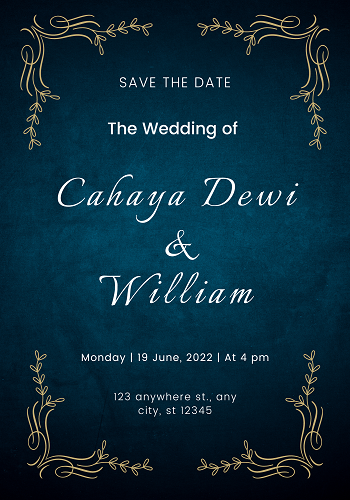 SAVE THE DATE
The Wedding of
Cahaya Dewi
&
William
Monday | 19 June, 2022 | At 4 pm
123 anywhere st., any
city, st 12345